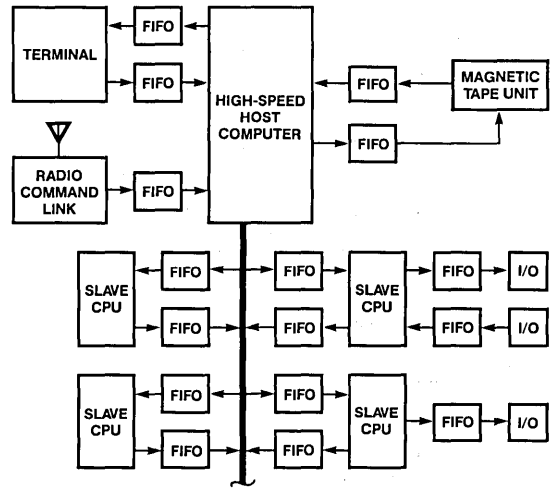 FIFO
TERMINAL
FIFO
HIGH-SPEED
HOST
COMPUTER
FIFO
MAGNETIC
TAPE UNIT
FIFO
RADIO
COMMAND
LINK
FIFO
SLAVE
CPU
FIFO
FIFO
FIFO
FIFO
SLAVE
CPU
FIFO
I/O
FIFO
I/O
SLAVE
CPU
FIFO
FIFO
FIFO
FIFO
SLAVE
CPU
FIFO
I/O